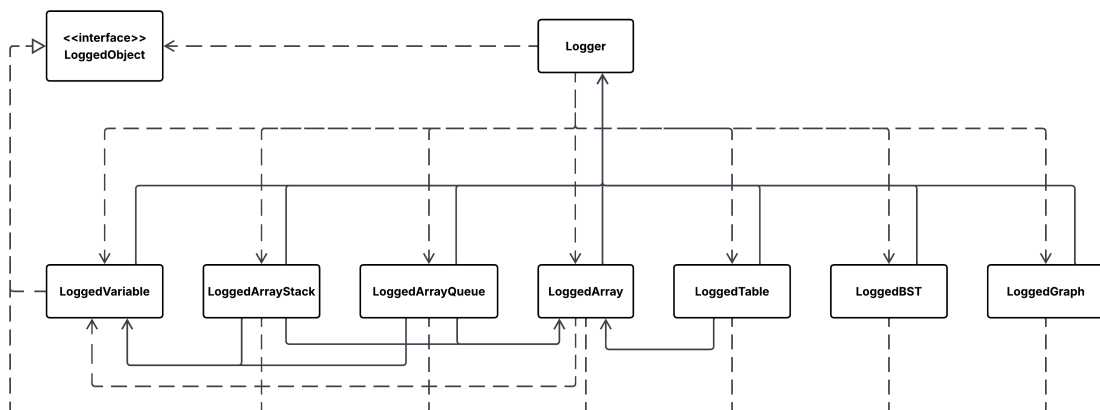 <<interface>>
LoggedObject
Logger
LoggedVariable
LoggedArrayStack
LoggedArrayQueue
LoggedArray
LoggedTable
LoggedBST
LoggedGraph